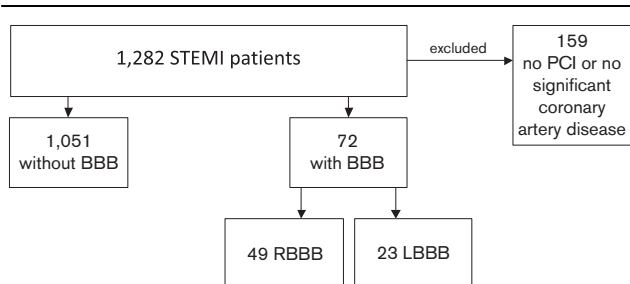 1,282 STEMI patients
excluded
159
no PCI or no
significant
coronary
artery disease
1,051
without BBB
72
with BBB
49 RBBB
23 LBBB